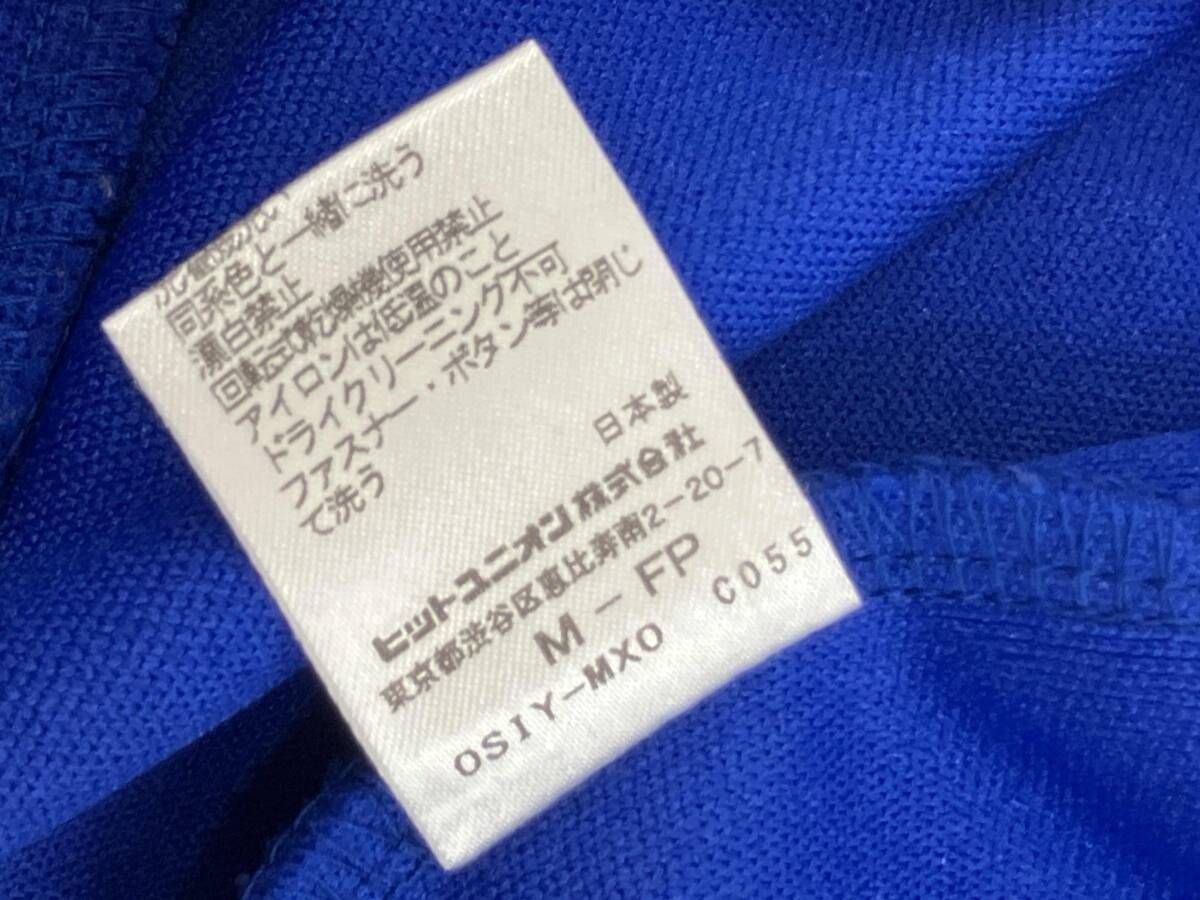 同系色と一緒に洗う
漂白禁止
回転式乾燥機使用禁止
アイロンは低温のこと
ドライクリーニング不可
ファスナー・ボタン等は閉じ
て洗う
日本製
ヒットユニオン株式会社
東京都渋谷区恵比寿南2-20-7
M-FP
C055
OSIY-MXO